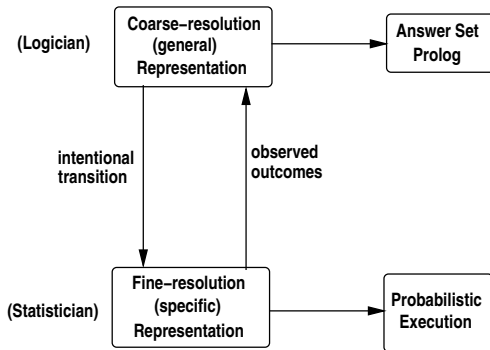 (Logician)
Coarse–resolution
(general)
Representation
Answer Set
Prolog
intentional
transition
observed
outcomes
(Statistician)
Fine–resolution
(specific)
Representation
Probabilistic
Execution